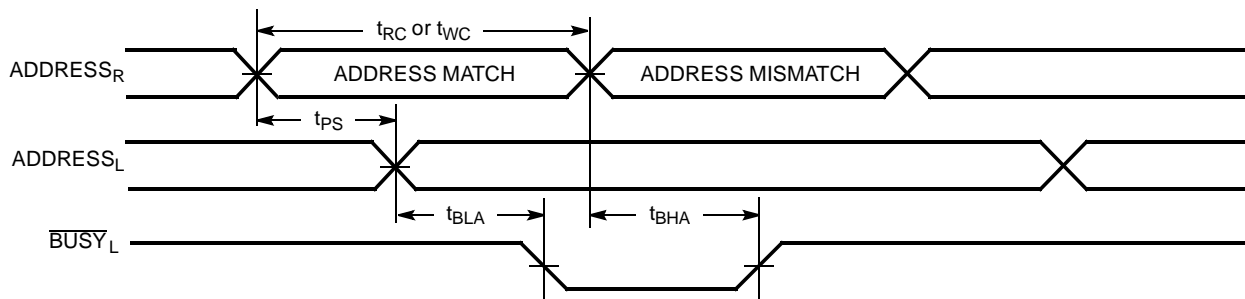 tRC or tWC
ADDRESSR
ADDRESS MATCH
ADDRESS MISMATCH
tPS
ADDRESSL
tBLA
tBHA
BUSYL